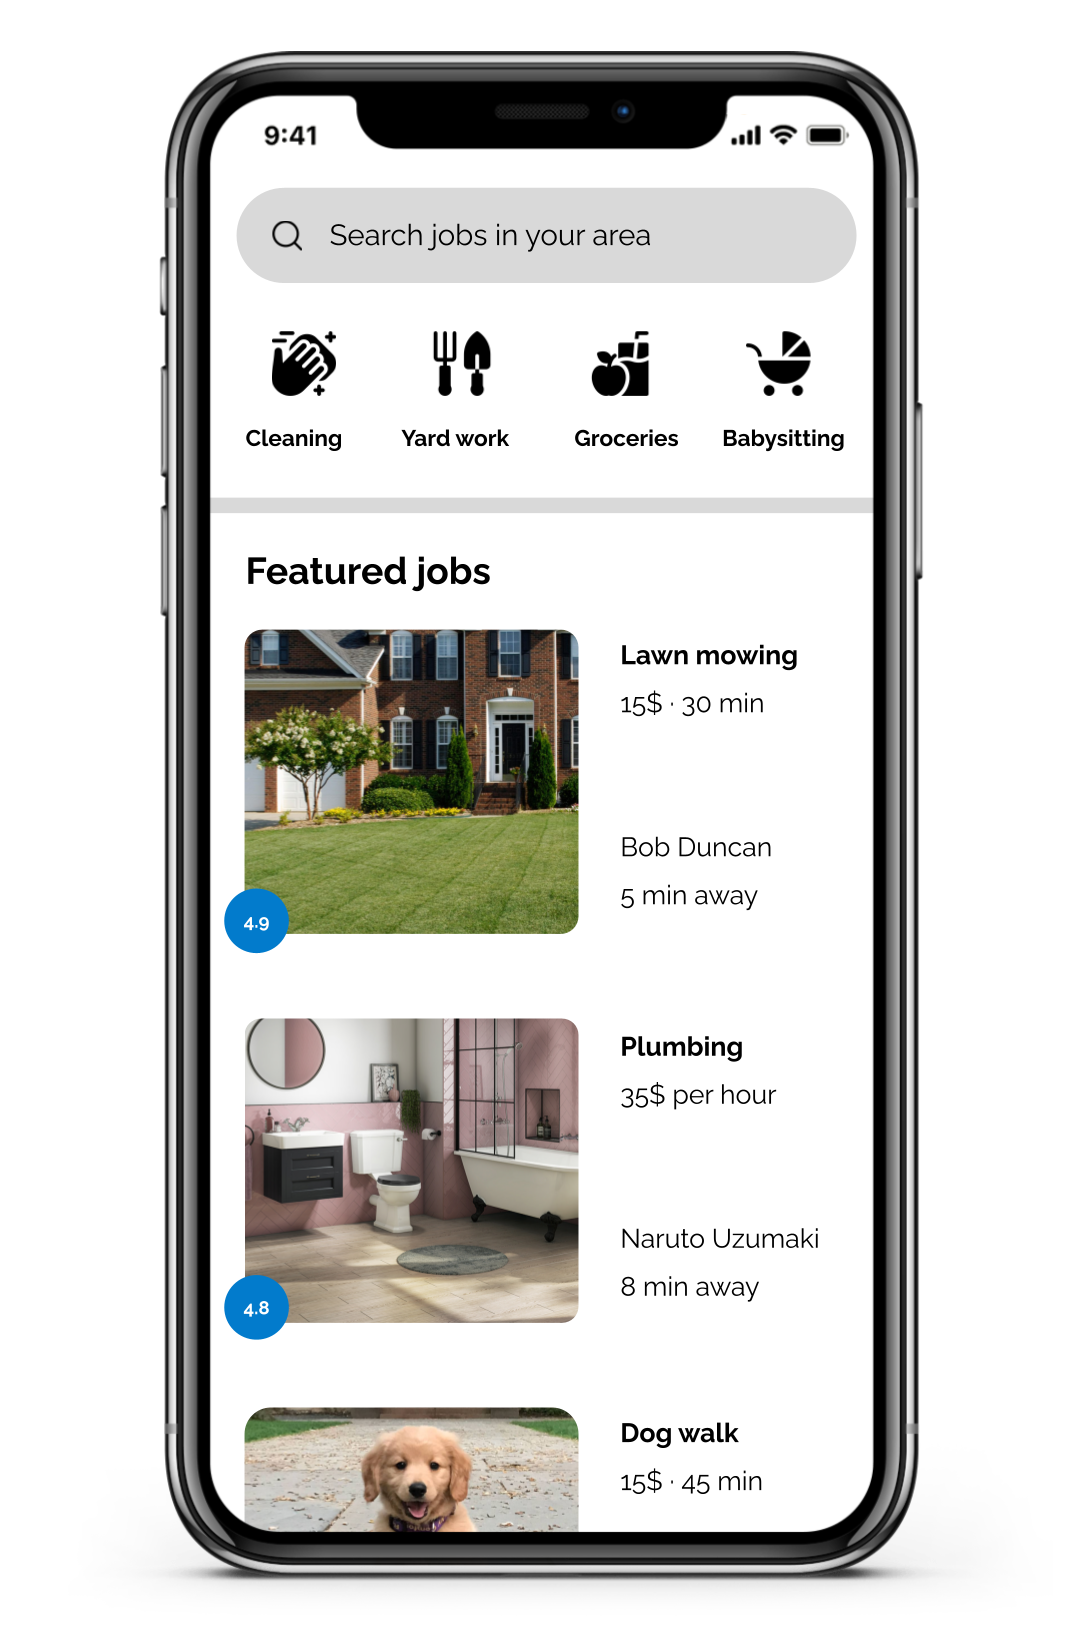 9:41
Search jobs in your area
Cleaning
Yard work
Groceries
Babysitting
Featured jobs
Lawn mowing
15$ · 30 min
Bob Duncan
5 min away
4.9
Plumbing
35$ per hour
Naruto Uzumaki
8 min away
4.8
Dog walk
15$ · 45 min